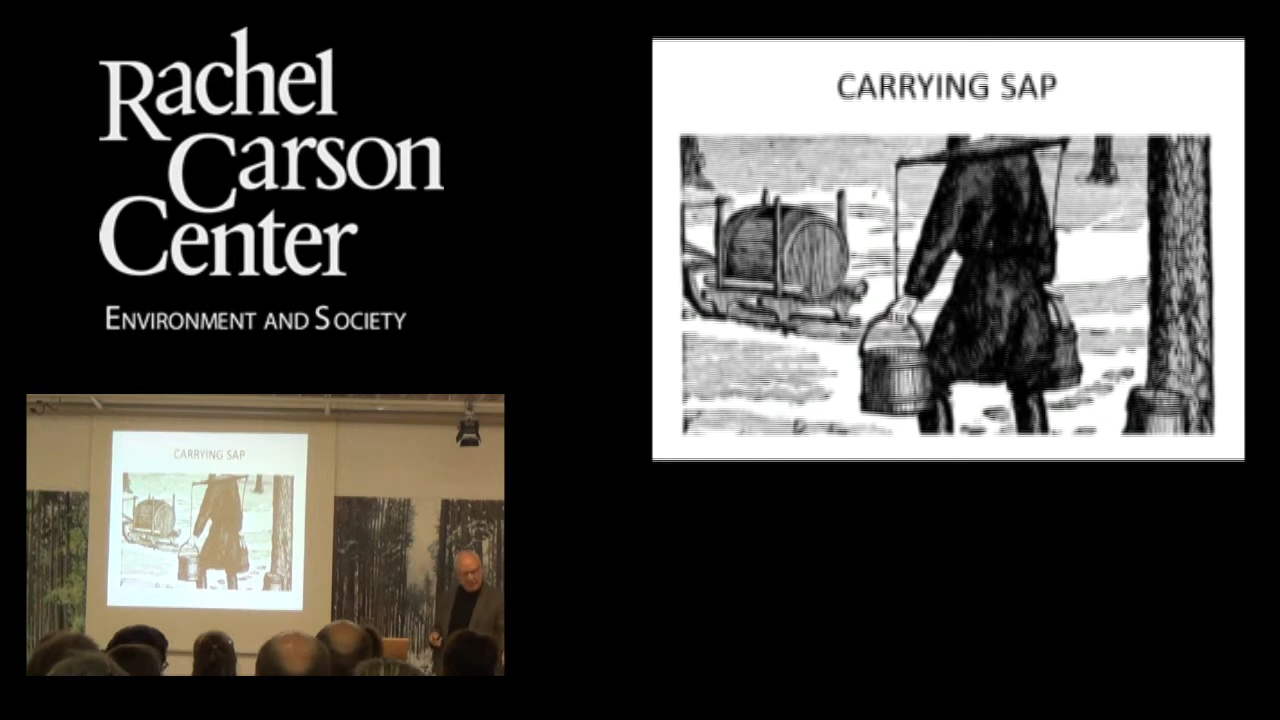 Rachel
Carson
Center
ENVIRONMENT AND SOCIETY
CARRYING SAP
CARRYING SAP